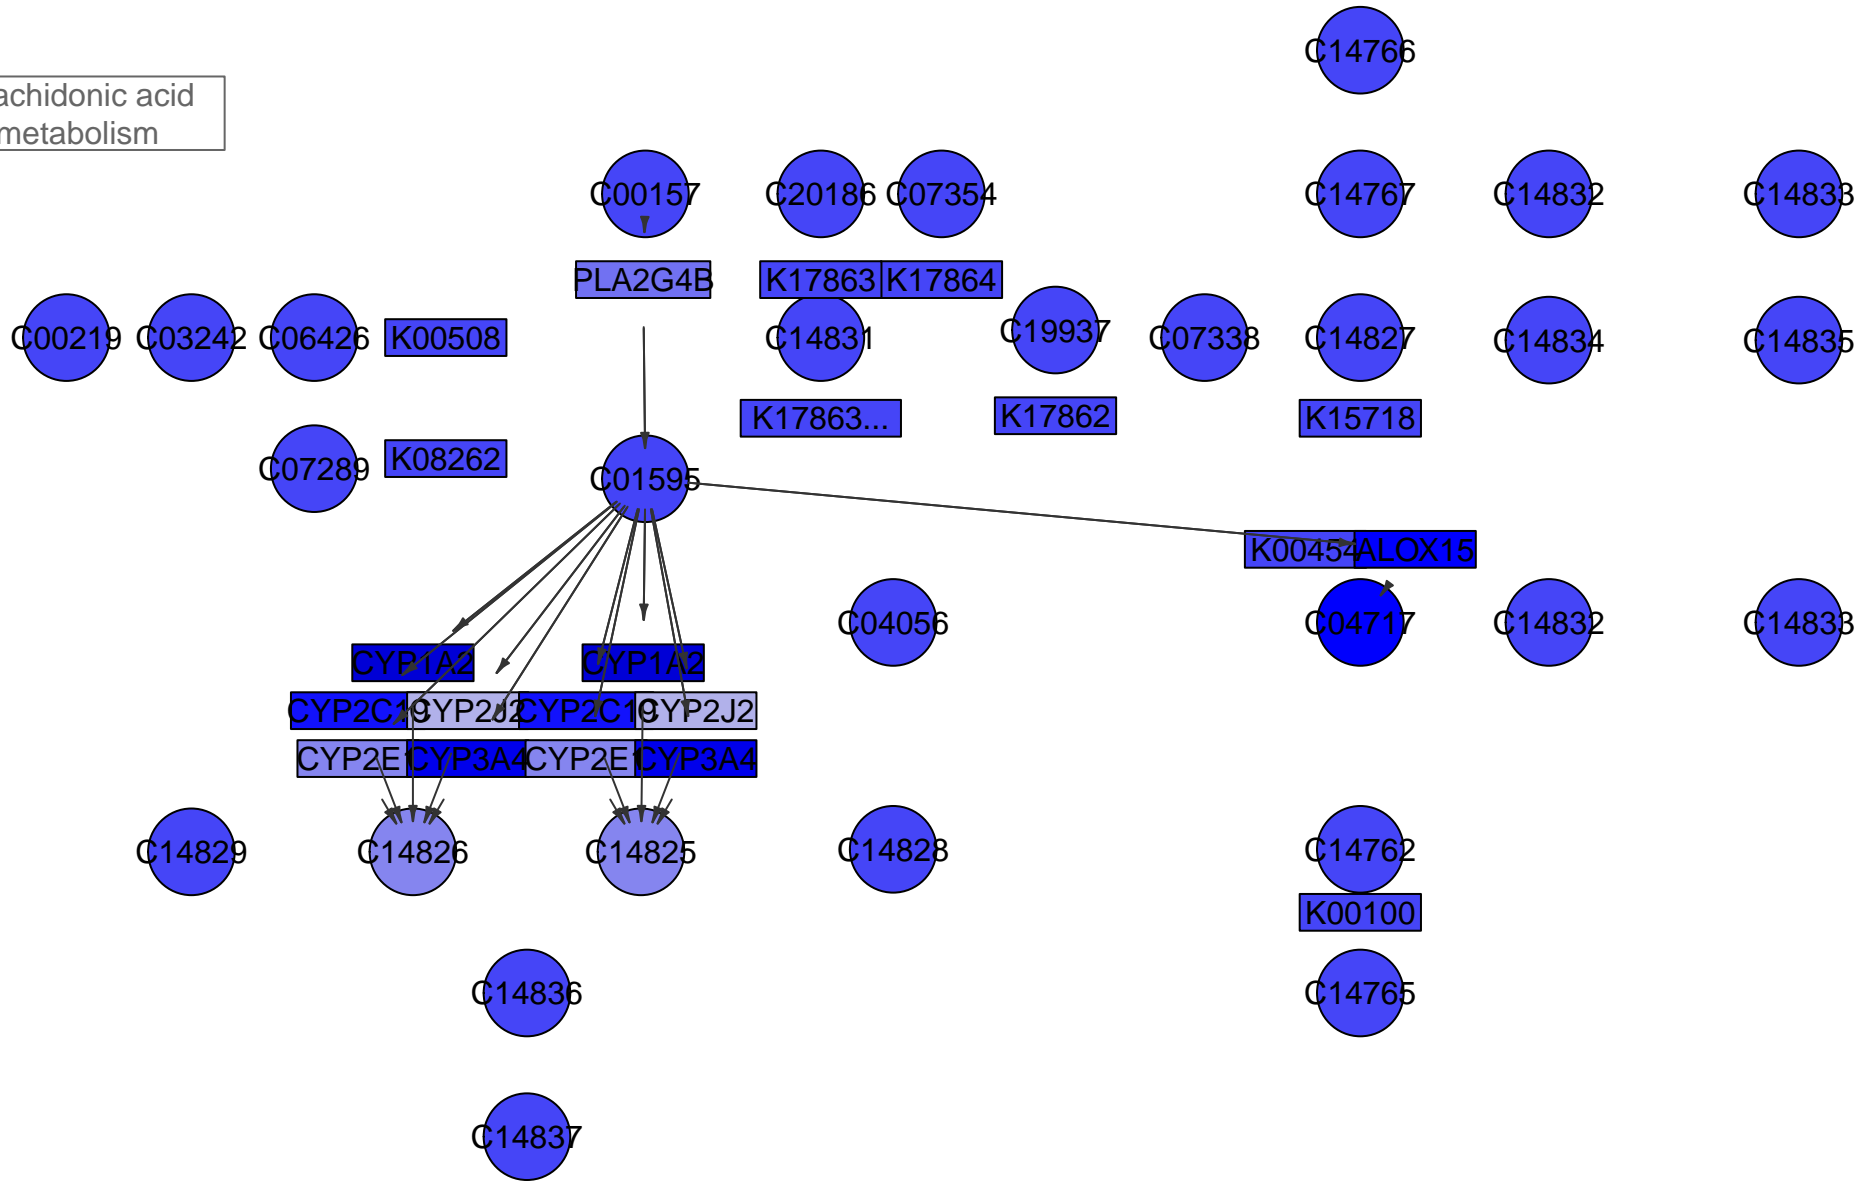 C14766
achidonic acid
metabolism
C00157
C20186
C07354
C14767
C14832
C14833
PLA2G4B
K17863
K17864
C00219
C03242
C06426
K00508
C14831
C19937
C07338
C14827
C14834
C14835
K17863...
K17862
K15718
C07289
K08262
C01595
K00454
ALOX15
C04056
C04717
C14832
C14833
CYP1A2
CYP1A2
CYP2C19
CYP2J2
CYP2C19
CYP2J2
CYP2E1
CYP3A4
CYP2E1
CYP3A4
C14829
C14826
C14825
C14828
C14762
K00100
C14836
C14765
C14837